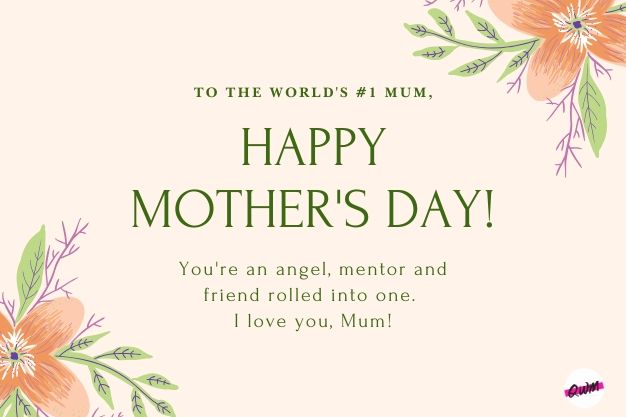 TO THE WORLD'S #1 MUM,
HAPPY
MOTHER'S DAY!
You're an angel, mentor and
friend rolled into one.
I love you, Mum!
QWM